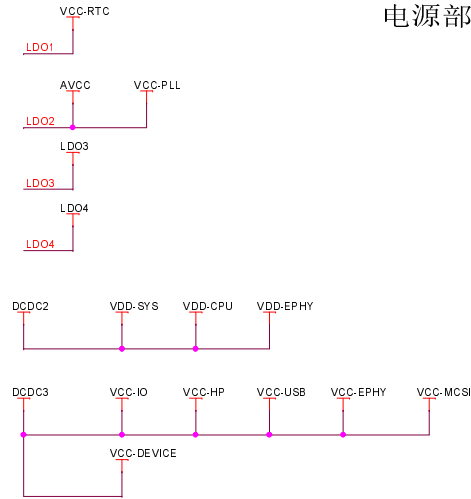 电源部
VCC-RTC
LDO1
AVCC VCC-PLL
LDO2
LDO3
LDO3
LDO4
LDO4
DCDC2 VDD-SYS VDD-CPU VDD-EPHY
DCDC3 VCC-IO VCC-HP VCC-USB VCC-EPHY VCC-MCSI
VCC-DEVICE